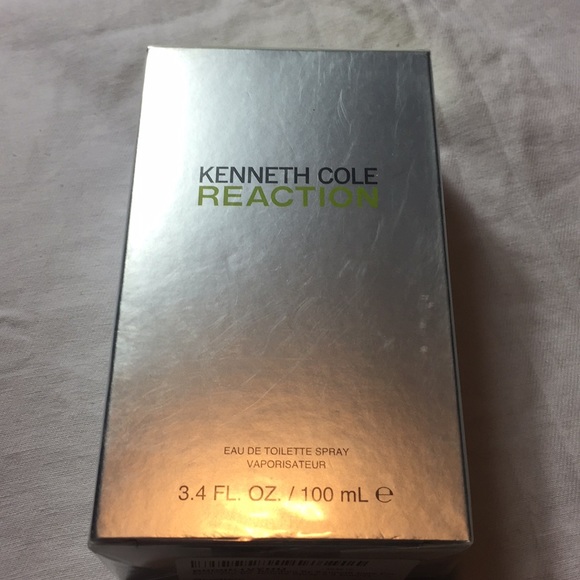 KENNETH COLE
REACTION
EAU DE TOILETTE SPRAY
VAPORISATEUR
3.4 FL. OZ. / 100 mL ℮